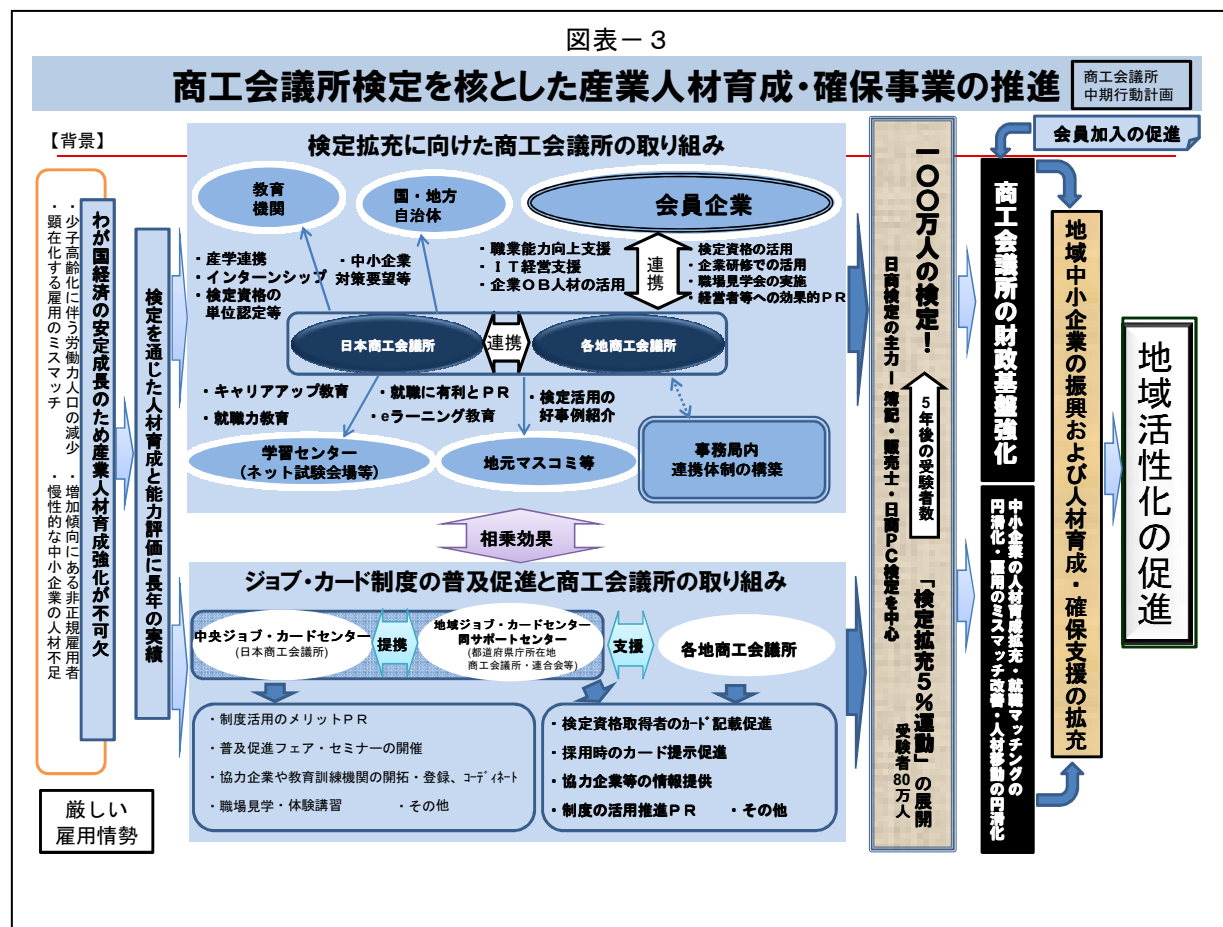 図表－３
商工会議所検定を核とした産業人材育成・確保事業の推進
商工会議所
中期行動計画
【背景】
・少子高齢化に伴う労働力人口の減少
・増加傾向にある非正規雇用者
・顕在化する雇用のミスマッチ
・慢性的な中小企業の人材不足
わが国経済の安定成長のため産業人材育成強化が不可欠
検定を通じた人材育成と能力評価に長年の実績
厳しい
雇用情勢
検定拡充に向けた商工会議所の取り組み
教育
機関
国・地方
自治体
会員企業
・産学連携
・インターンシップ
・検定資格の
単位認定等
・中小企業
対策要望等
・職業能力向上支援
・ＩＴ経営支援
・企業ＯＢ人材の活用
連携
・検定資格の活用
・企業研修での活用
・職場見学会の実施
・経営者等への効果的ＰＲ
日本商工会議所
連携
各地商工会議所
・キャリアアップ教育
・就職力教育
・就職に有利とＰＲ
・eラーニング教育
・検定活用の
好事例紹介
学習センター
（ネット試験会場等）
地元マスコミ等
事務局内
連携体制の構築
相乗効果
ジョブ・カード制度の普及促進と商工会議所の取り組み
中央ジョブ・カードセンター
(日本商工会議所)
提携
地域ジョブ・カードセンター
同サポートセンター
(都道府県庁所在地
商工会議所・連合会等)
支援
各地商工会議所
・制度活用のメリットＰＲ
・普及促進フェア・セミナーの開催
・協力企業や教育訓練機関の開拓・登録、ｺｰﾃﾞｨﾈｰﾄ
・職場見学・体験講習　・その他
・検定資格取得者のｶｰﾄﾞ記載促進
・採用時のカード提示促進
・協力企業等の情報提供
・制度の活用推進ＰＲ　・その他
一〇〇万人の検定！
日商検定の主力－簿記・販売士・日商ＰＣ検定を中心
5年後の受験者数
「検定拡充５％運動」の展開
受験者80万人
会員加入の促進
商工会議所の財政基盤強化
中小企業の人材育成拡充・就職マッチングの
円滑化・雇用のミスマッチ改善・人材移動の円滑化
地域中小企業の振興および人材育成・確保支援の拡充
地域活性化の促進